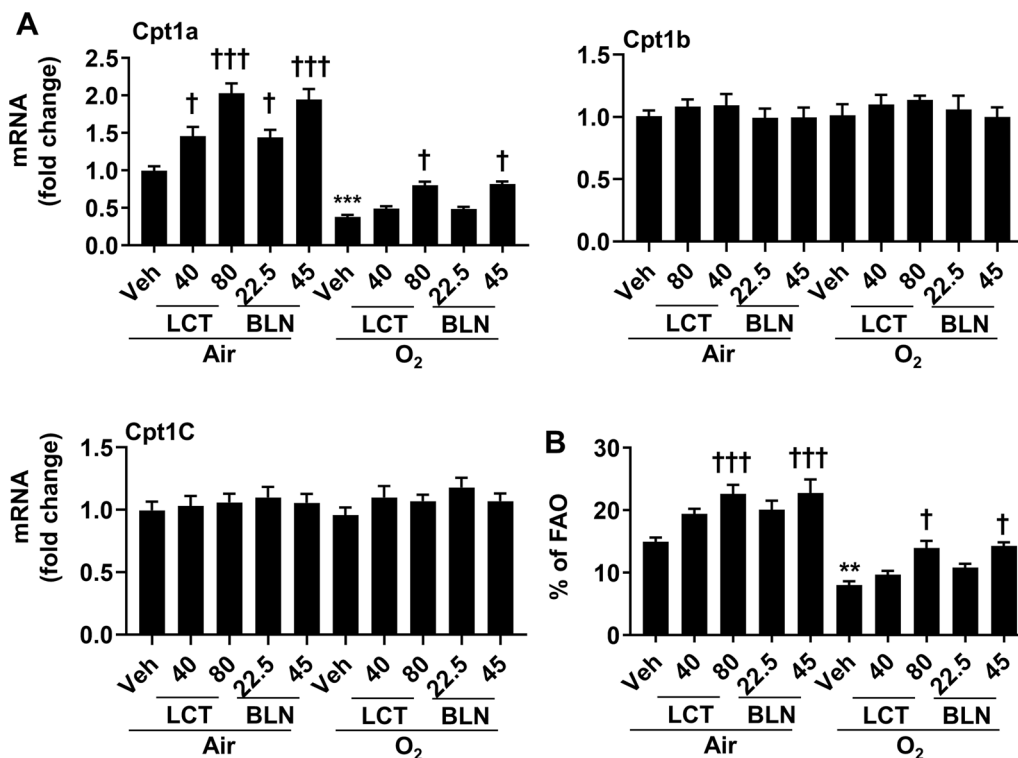 A
Cpt1a
mRNA
(fold change)
2.5
2.0
1.5
1.0
0.5
0.0
†
†††
†
†††
***
†
†
Veh 40 80 22.5 45 Veh 40 80 22.5 45
LCT BLN LCT BLN
Air O₂
Cpt1b
1.5
1.0
0.5
0.0
Veh 80 40 22.5 45 Veh 40 80 22.5 45
LCT BLN LCT BLN
Air O₂
Cpt1C
mRNA
(fold change)
1.5
1.0
0.5
0.0
Veh 40 80 22.5 45 Veh 40 80 22.5 45
LCT BLN LCT BLN
Air O₂
B
% of FAO
30
20
10
0
†††
†††
**
†
†
Veh 40 80 22.5 45 Veh 40 80 22.5 45
LCT BLN LCT BLN
Air O₂